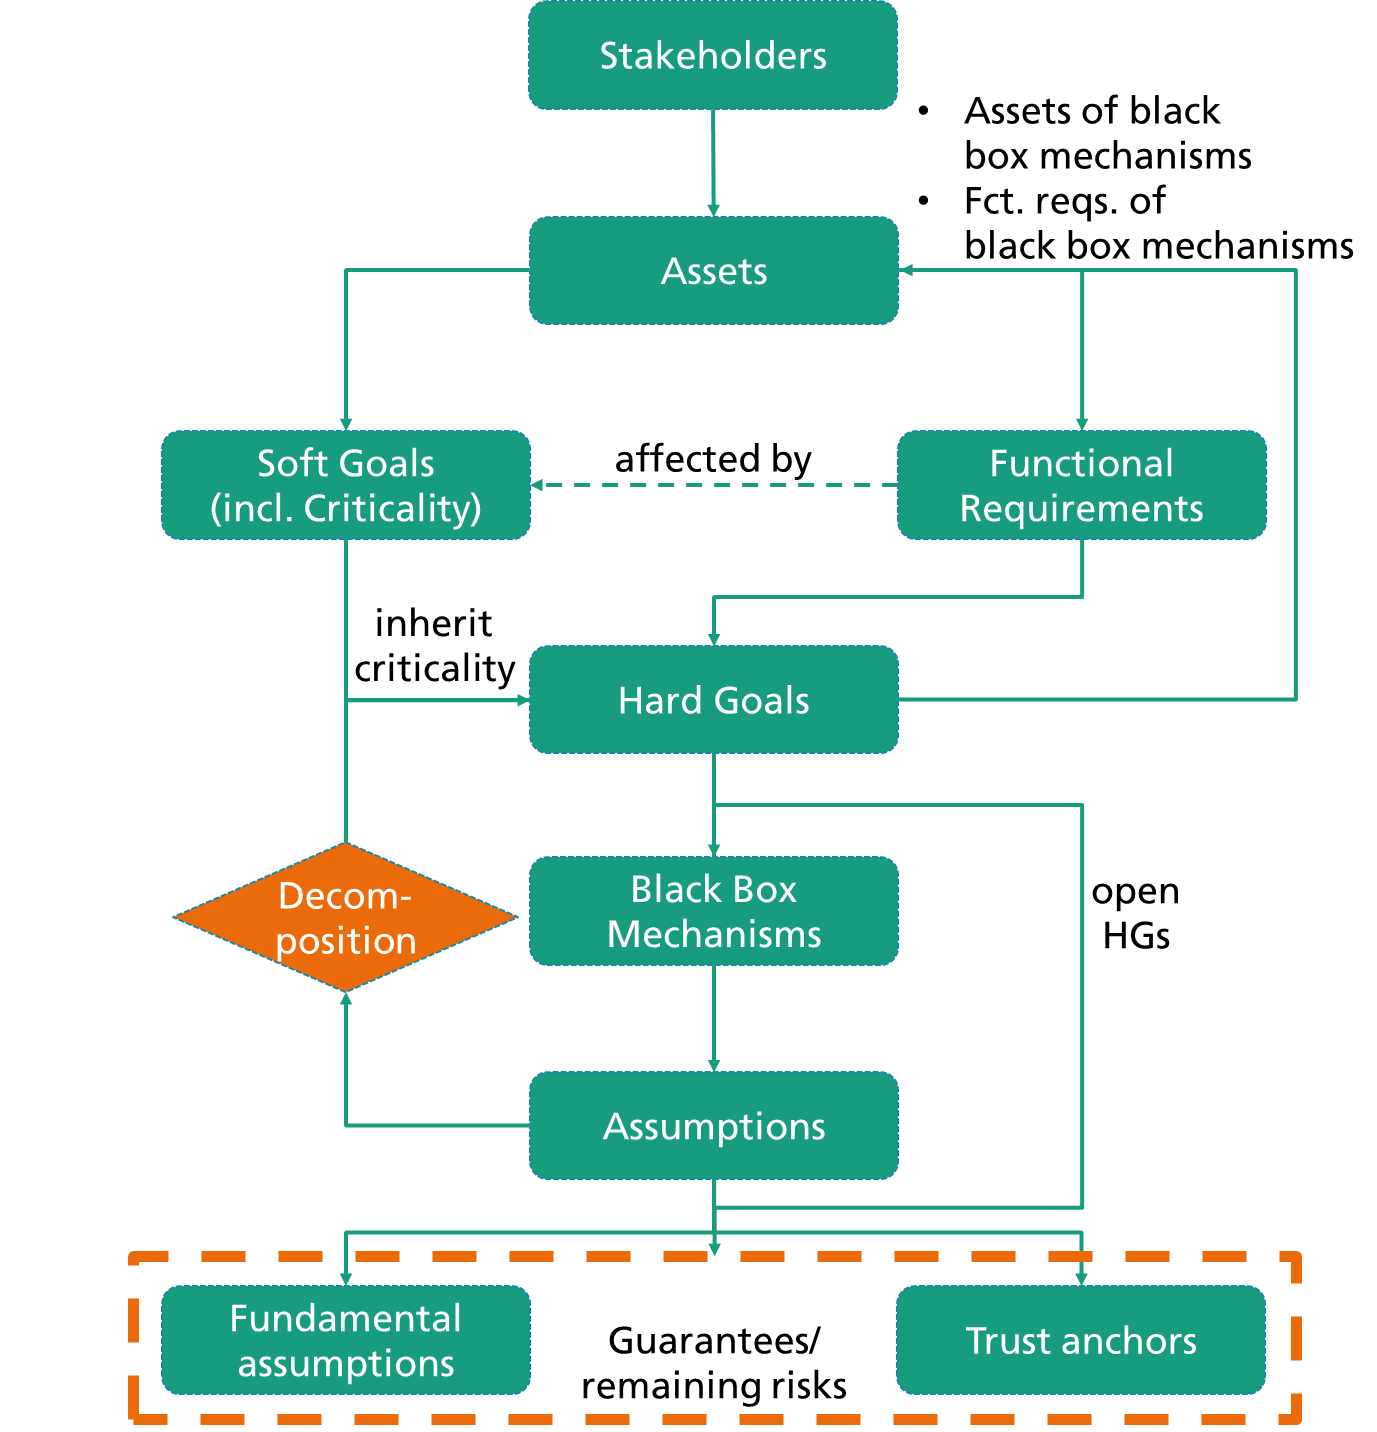 Stakeholders
• Assets of black
box mechanisms
• Fct. reqs. of
black box mechanisms
Assets
Soft Goals
(incl. Criticality)
affected by
Functional
Requirements
inherit
criticality
Hard Goals
Decom-
position
Black Box
Mechanisms
open
HGs
Assumptions
Fundamental
assumptions
Guarantees/
remaining risks
Trust anchors